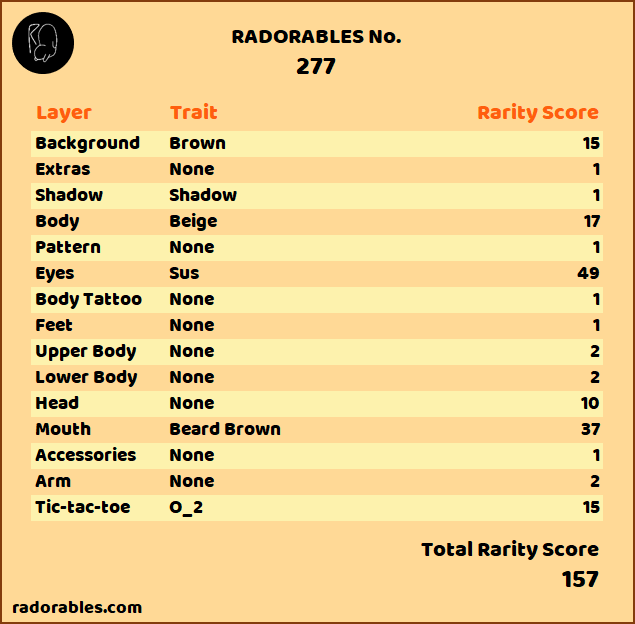 RADORABLES No.
277
Layer Trait Rarity Score
Background Brown 15
Extras None 1
Shadow Shadow 1
Body Beige 17
Pattern None 1
Eyes Sus 49
Body Tattoo None 1
Feet None 1
Upper Body None 2
Lower Body None 2
Head None 10
Mouth Beard Brown 37
Accessories None 1
Arm None 2
Tic-tac-toe O_2 15
Total Rarity Score
157
radorables.com